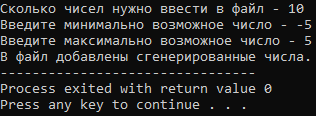 Сколько чисел нужно ввести в файл - 10
Введите минимально возможное число - -5
Введите максимально возможное число - 5
В файл добавлены сгенерированные числа.
--------------------------------
Process exited with return value 0
Press any key to continue . . .